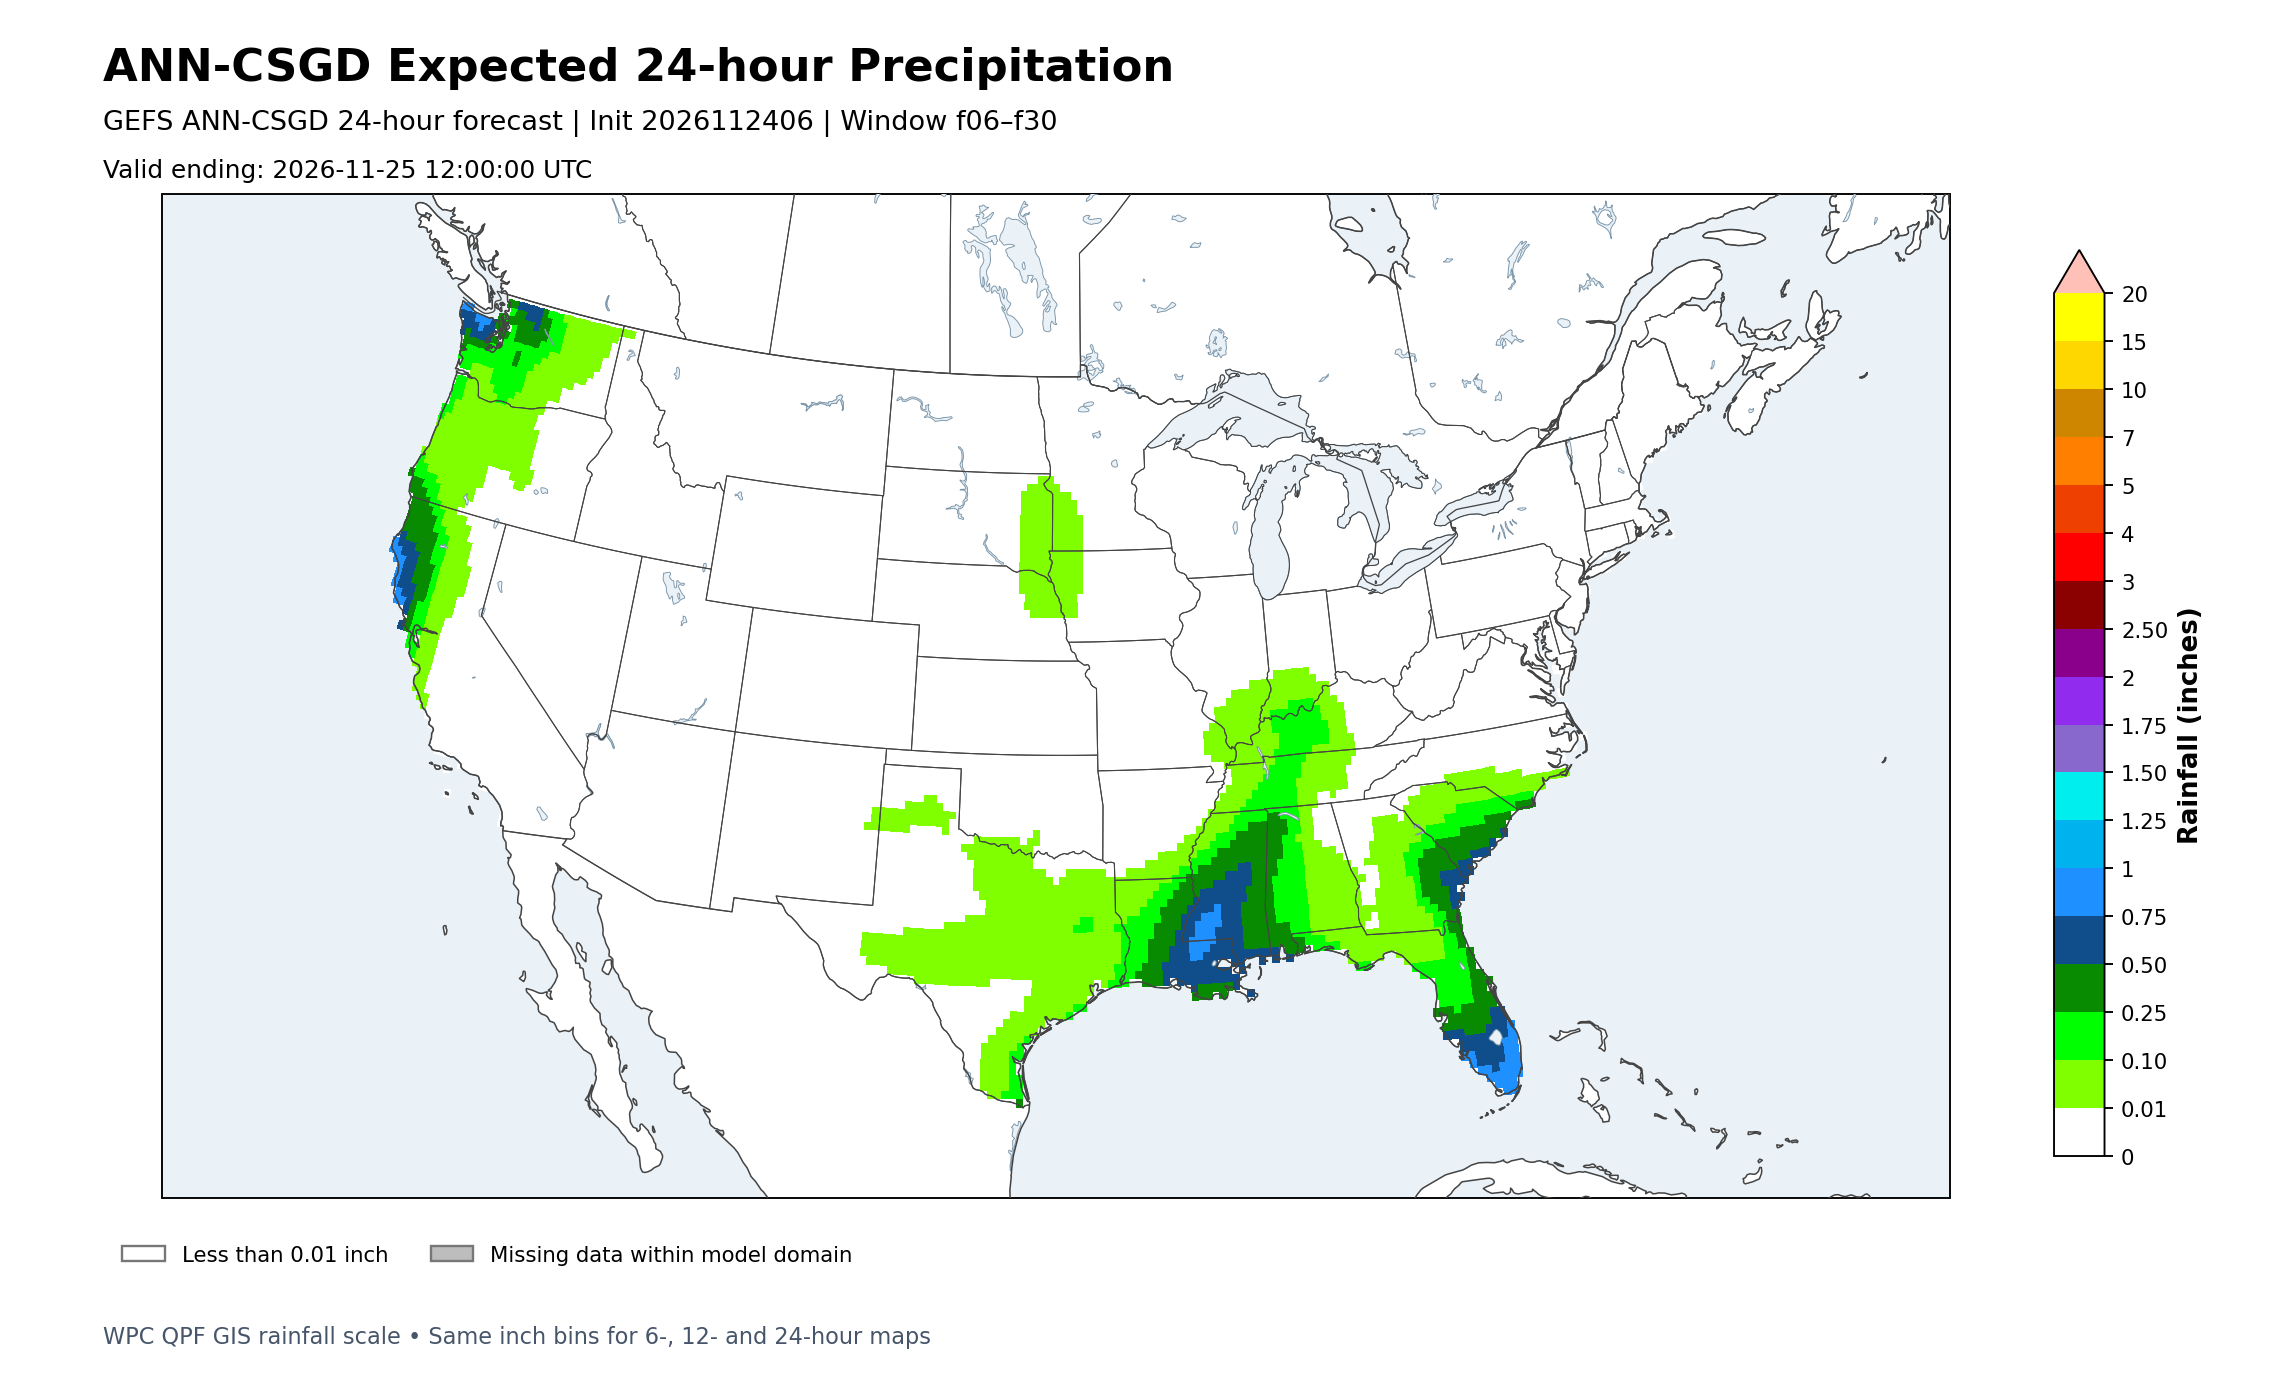 ANN-CSGD Expected 24-hour Precipitation
GEFS ANN-CSGD 24-hour forecast | Init 2026112406 | Window f06–f30
Valid ending: 2026-11-25 12:00:00 UTC
20
15
10
7
5
4
3
2.50
2
1.75
1.50
1.25
1
0.75
0.50
0.25
0.10
0.01
0
Rainfall (inches)
Less than 0.01 inch
Missing data within model domain
WPC QPF GIS rainfall scale • Same inch bins for 6-, 12- and 24-hour maps